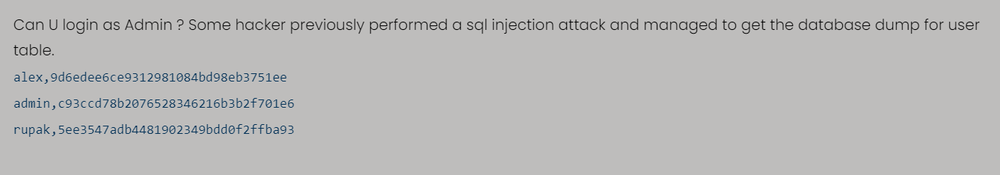 Can U login as Admin ? Some hacker previously performed a sql injection attack and managed to get the database dump for user
table.
alex,9d6edee6ce9312981084bd98eb3751ee
admin,c93ccd78b2076528346216b3b2f701e6
rupak,5ee3547adb4481902349bdd0f2ffba93